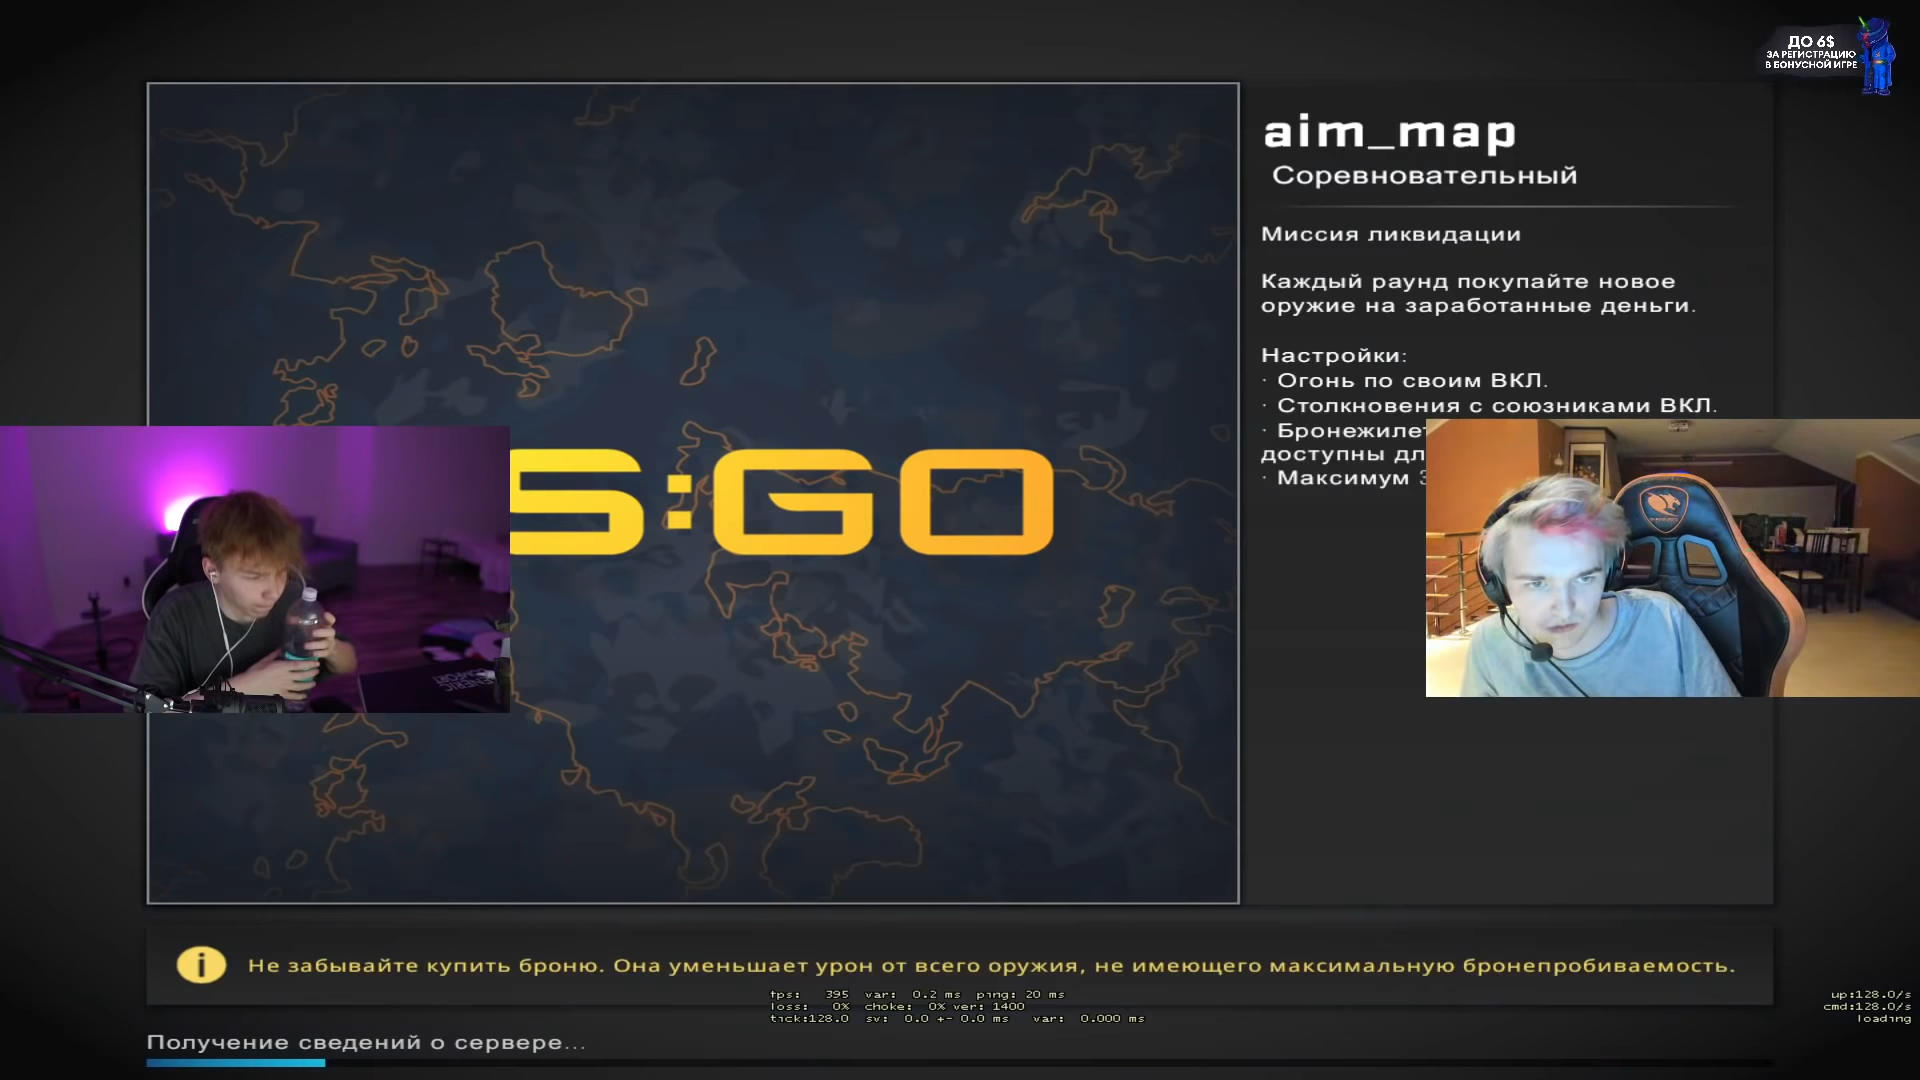 ДО 6$
ЗА РЕГИСТРАЦИЮ
В БОНУСНОЙ ИГРЕ
aim_map
Соревновательный
Миссия ликвидации
Каждый раунд покупайте новое
оружие на заработанные деньги.
Настройки:
· Огонь по своим ВКЛ.
· Столкновения с союзниками ВКЛ.
· Бронежилет
доступны дл
· Максимум
S:GO
Не забывайте купить броню. Она уменьшает урон от всего оружия, не имеющего максимальную бронепробиваемость.
fps: 395 var: 0.2 ms ping: 20 ms
loss: 0% choke: 0% ver: 1400
tick:128.0 sv: 0.0 +- 0.0 ms var: 0.000 ms
up:128.0/s
cmd:128.0/s
loading
Получение сведений о сервере...